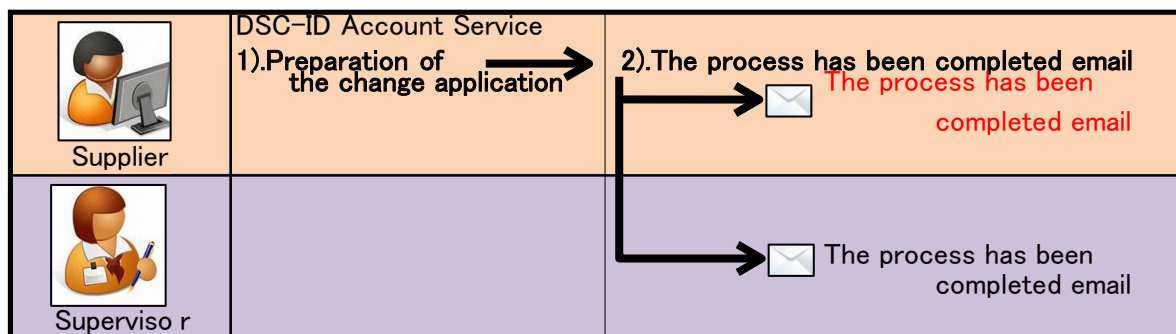 DSC-ID Account Service
1).Preparation of
the change application
2).The process has been completed email
The process has been
completed email
Supplier
The process has been
completed email
Superviso r